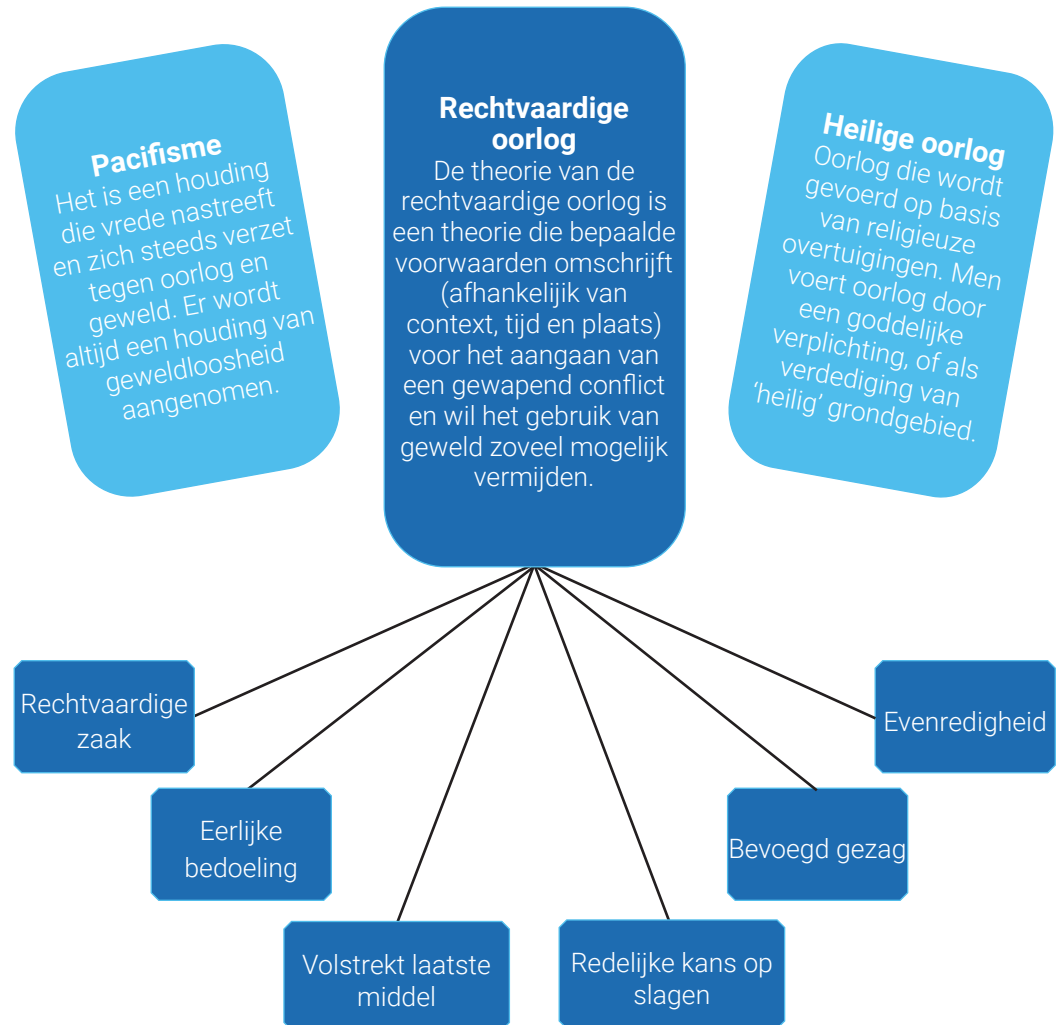 Pacifisme
Het is een houding
die vrede nastreeft
en zich steeds verzet
tegen oorlog en
geweld. Er wordt
altijd een houding van
geweldloosheid
aangenomen.
Rechtvaardige
oorlog
De theorie van de
rechtvaardige oorlog is
een theorie die bepaalde
voorwaarden omschrijft
(afhankelijik van
context, tijd en plaats)
voor het aangaan van
een gewapend conflict
en wil het gebruik van
geweld zoveel mogelijk
vermijden.
Heilige oorlog
Oorlog die wordt
gevoerd op basis
van religieuze
overtuigingen. Men
voert oorlog door
een goddelijke
verplichting, of als
verdediging van
‘heilig’ grondgebied.
Rechtvaardige
zaak
Eerlijke
bedoeling
Volstrekt laatste
middel
Redelijke kans op
slagen
Bevoegd gezag
Evenredigheid